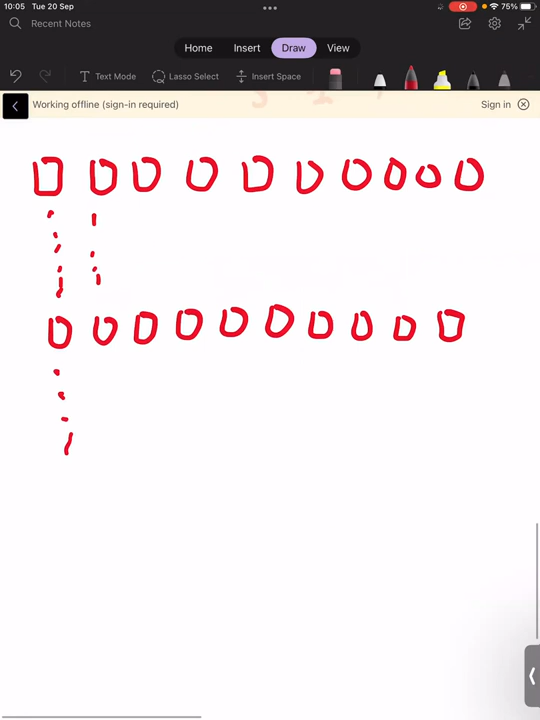 10:05 Tue 20 Sep
75%
Recent Notes
Home Insert Draw View
Text Mode Lasso Select Insert Space
Working offline (sign-in required) Sign in